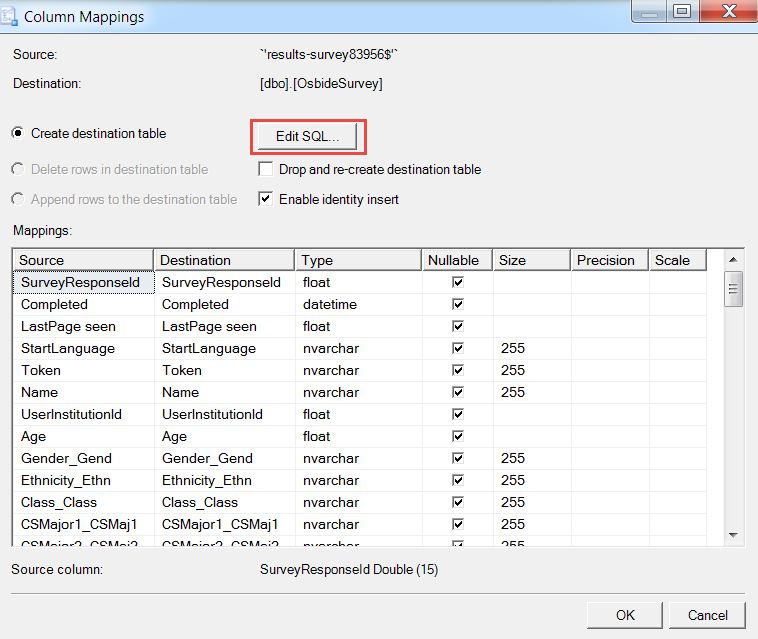 Column Mappings
Source: `'results-survey83956$'`
Destination: [dbo].[OsbideSurvey]
Create destination table Edit SQL...
Delete rows in destination table Drop and re-create destination table
Append rows to the destination table Enable identity insert
Mappings:
Source Destination Type Nullable Size Precision Scale
SurveyResponseId SurveyResponseId float
Completed Completed datetime
LastPage seen LastPage seen float
StartLanguage StartLanguage nvarchar 255
Token Token nvarchar 255
Name Name nvarchar 255
UserInstitutionId UserInstitutionId float
Age Age float
Gender_Gend Gender_Gend nvarchar 255
Ethnicity_Ethn Ethnicity_Ethn nvarchar 255
Class_Class Class_Class nvarchar 255
CSMajor1_CSMaj1 CSMajor1_CSMaj1 nvarchar 255
CSMajor2_CSMaj2 CSMajor2_CSMaj2 nvarchar 255
Source column: SurveyResponseId Double (15)
OK Cancel